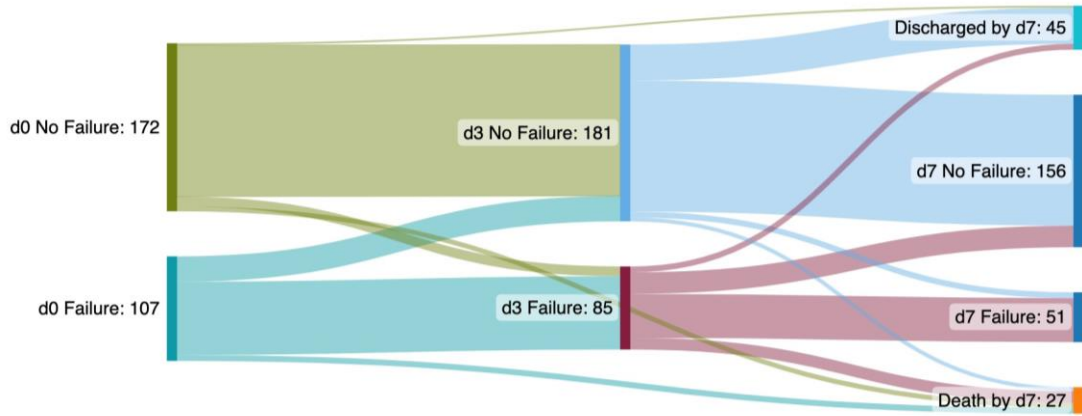 Discharged by d7: 45
d0 No Failure: 172
d3 No Failure: 181
d7 No Failure: 156
d0 Failure: 107
d3 Failure: 85
d7 Failure: 51
Death by d7: 27